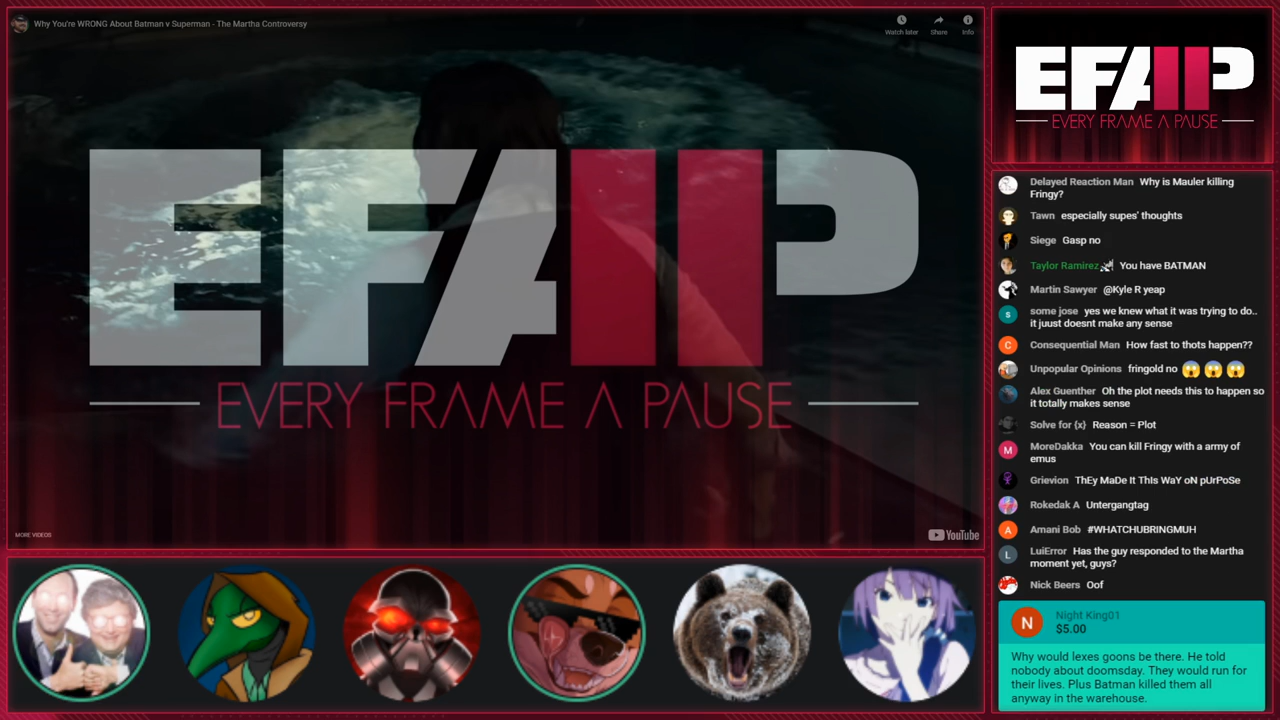 Why You're WRONG About Batman v Superman - The Martha Controversy
Watch later
Share
Info
EFAP
EVERY FRAME A PAUSE
MORE VIDEOS
YouTube
EFAP
EVERY FRAME A PAUSE
Delayed Reaction Man Why is Mauler killing
Fringy?
Tawn especially supes' thoughts
Siege Gasp no
Taylor Ramirez You have BATMAN
Martin Sawyer @Kyle R yeap
s
some jose yes we knew what it was trying to do..
it juust doesnt make any sense
C
Consequential Man How fast to thots happen??
Unpopular Opinions fringold no 😱 😱 😱
Alex Guenther Oh the plot needs this to happen so
it totally makes sense
Solve for {x} Reason = Plot
M
MoreDakka You can kill Fringy with a army of
emus
Grievion ThEy MaDe It ThIs WaY oN pUrPoSe
Rokedak A Untergangtag
A
Amani Bob #WHATCHUBRINGMUH
L
LuiError Has the guy responded to the Martha
moment yet, guys?
Nick Beers Oof
N
Night King01
$5.00
Why would lexes goons be there. He told
nobody about doomsday. They would run for
their lives. Plus Batman killed them all
anyway in the warehouse.